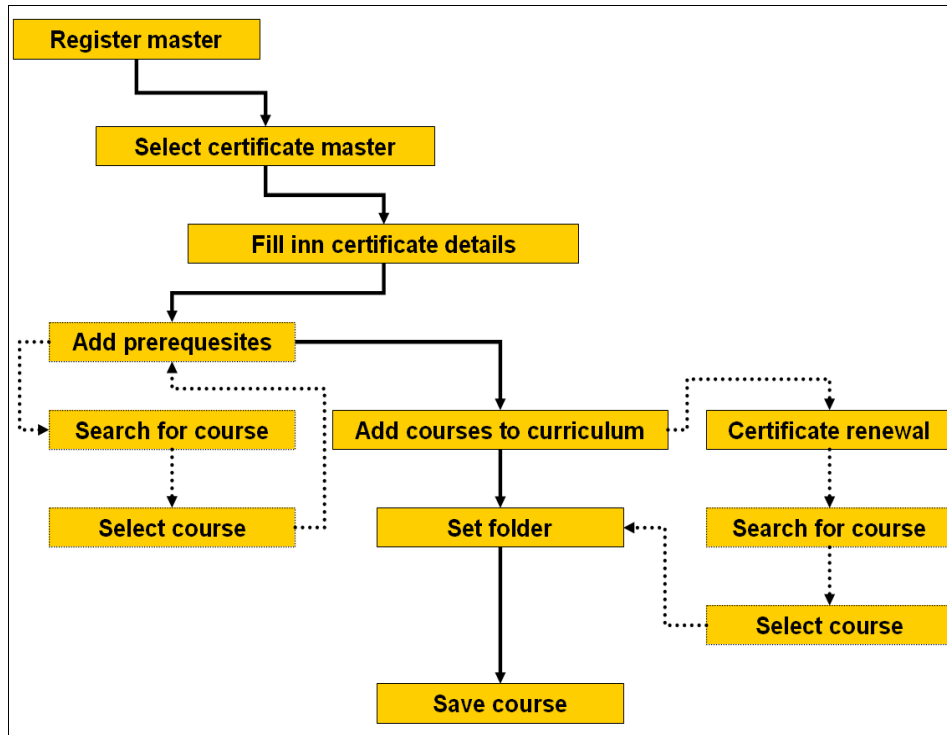 Register master
Select certificate master
Fill inn certificate details
Add prerequesites
Search for course
Add courses to curriculum
Certificate renewal
Select course
Set folder
Search for course
Select course
Save course